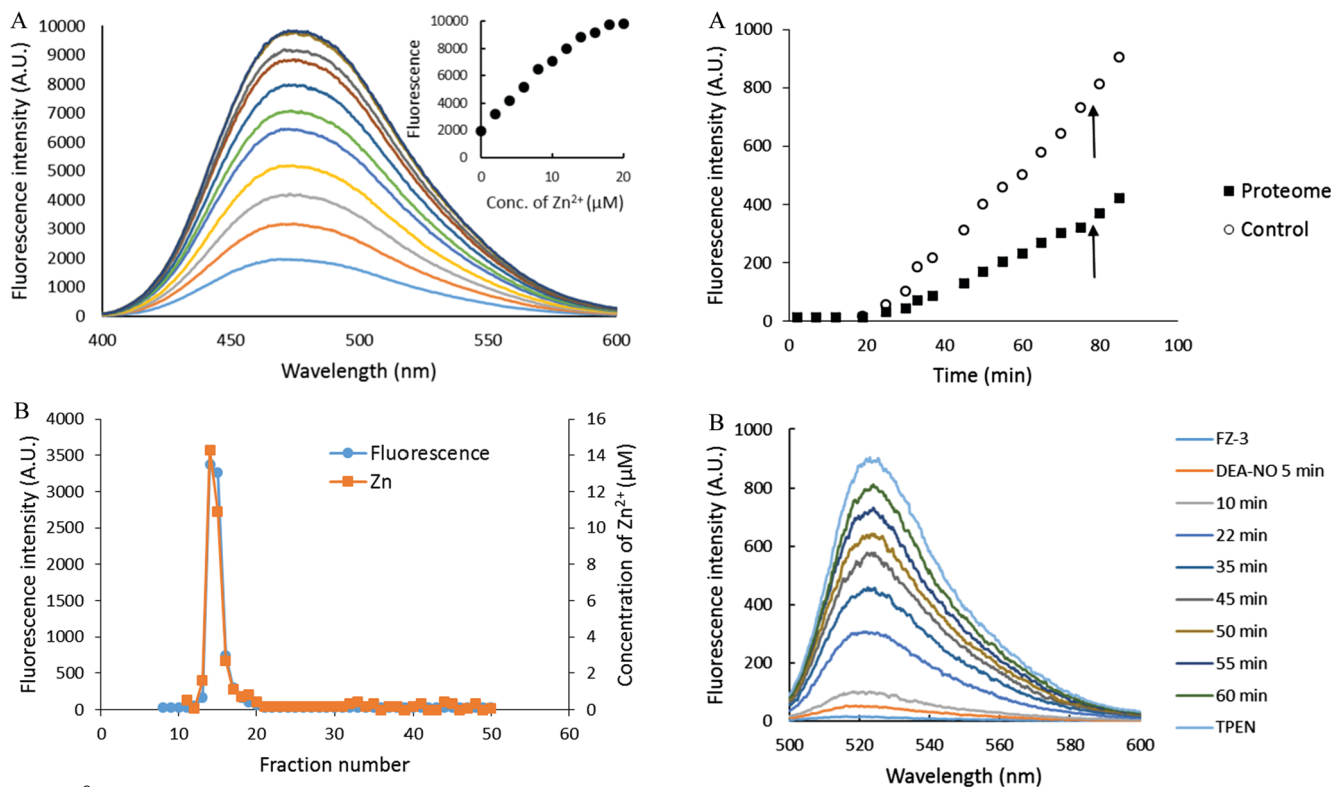 A
Fluorescence intensity (A.U.)
10000
9000
8000
7000
6000
5000
4000
3000
2000
1000
0
400
450
500
550
600
Wavelength (nm)
Fluorescence
10000
8000
6000
4000
2000
0
0
10
20
Conc. of Zn²⁺ (μM)
A
Fluorescence intensity (A.U.)
1000
800
600
400
200
0
0
20
40
60
80
100
Time (min)
Proteome
Control
B
Fluorescence intensity (A.U.)
4000
3500
3000
2500
2000
1500
1000
500
0
0
10
20
30
40
50
60
Fraction number
Fluorescence
Zn
16
14
12
10
8
6
4
2
0
Concentration of Zn²⁺ (μM)
B
Fluorescence intensity (A.U.)
1000
800
600
400
200
0
500
520
540
560
580
600
Wavelength (nm)
FZ-3
DEA-NO 5 min
10 min
22 min
35 min
45 min
50 min
55 min
60 min
TPEN